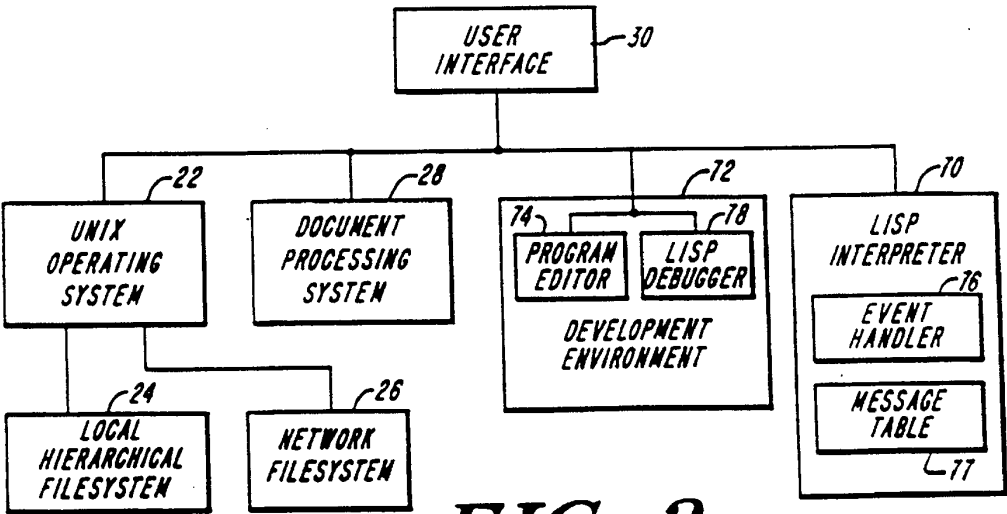 USER
INTERFACE
30
22
UNIX
OPERATING
SYSTEM
28
DOCUMENT
PROCESSING
SYSTEM
72
74
PROGRAM
EDITOR
78
LISP
DEBUGGER
DEVELOPMENT
ENVIRONMENT
70
LISP
INTERPRETER
76
EVENT
HANDLER
MESSAGE
TABLE
77
24
LOCAL
HIERARCHICAL
FILESYSTEM
26
NETWORK
FILESYSTEM